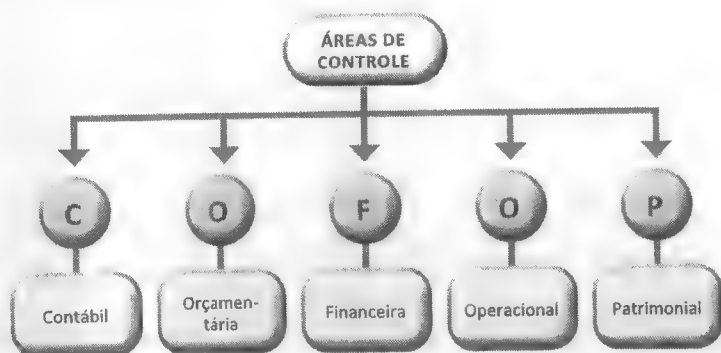 ÁREAS DE
CONTROLE
C
O
F
O
P
Contábil
Orçamen-
tária
Financeira
Operacional
Patrimonial